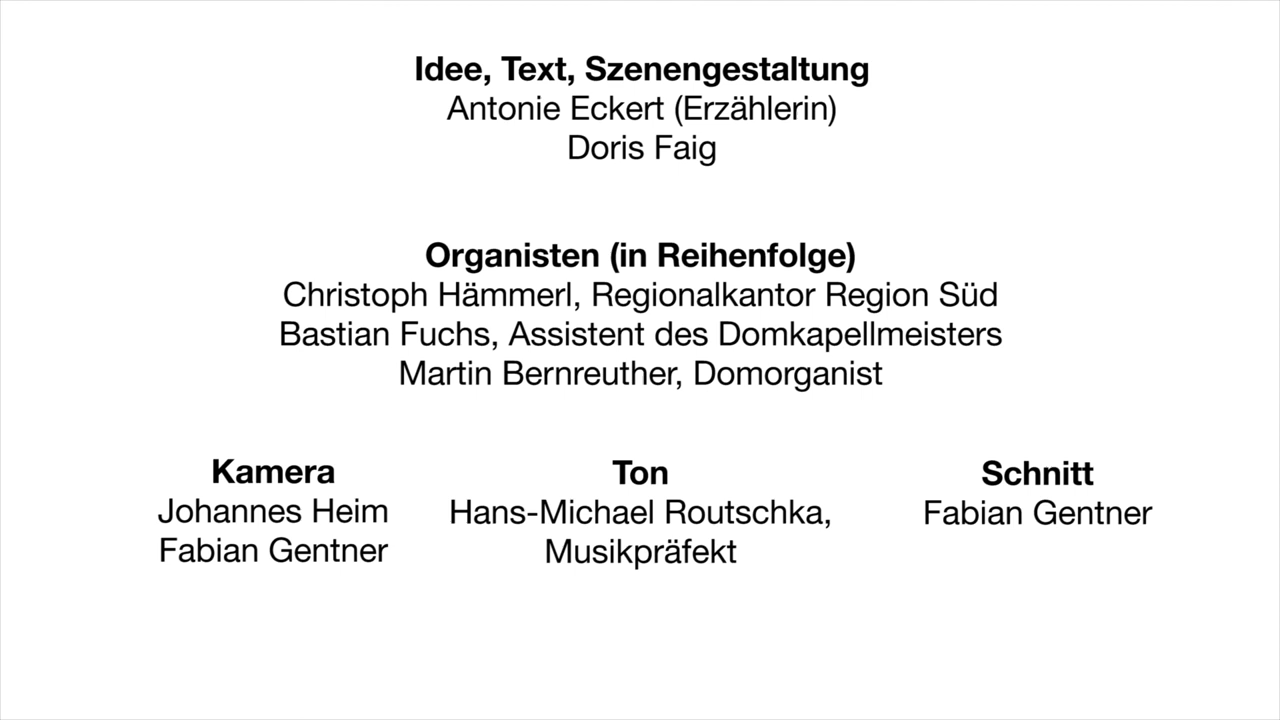 Idee, Text, Szenengestaltung
Antonie Eckert (Erzählerin)
Doris Faig
Organisten (in Reihenfolge)
Christoph Hämmerl, Regionalkantor Region Süd
Bastian Fuchs, Assistent des Domkapellmeisters
Martin Bernreuther, Domorganist
Kamera
Johannes Heim
Fabian Gentner
Ton
Hans-Michael Routschka,
Musikpräfekt
Schnitt
Fabian Gentner